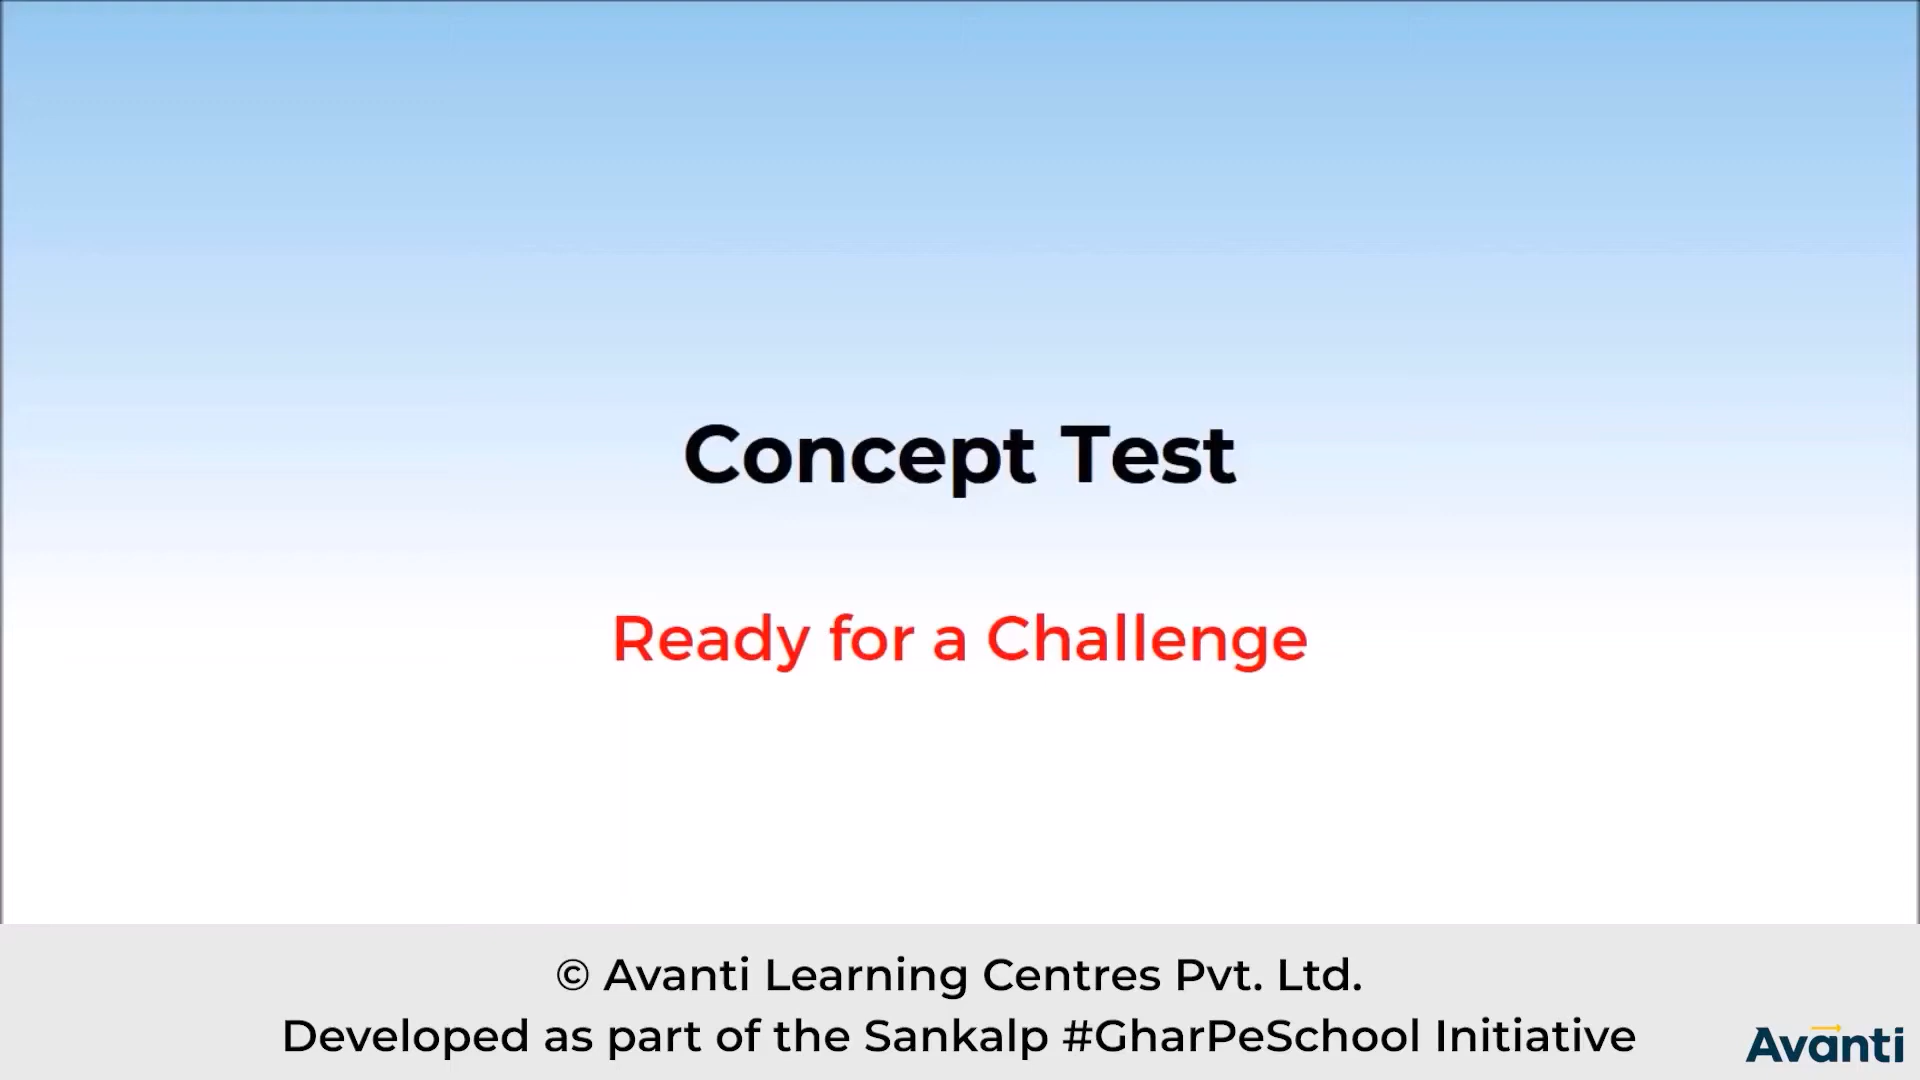 Concept Test
Ready for a Challenge
© Avanti Learning Centres Pvt. Ltd.
Developed as part of the Sankalp #GharPeSchool Initiative
Avanti